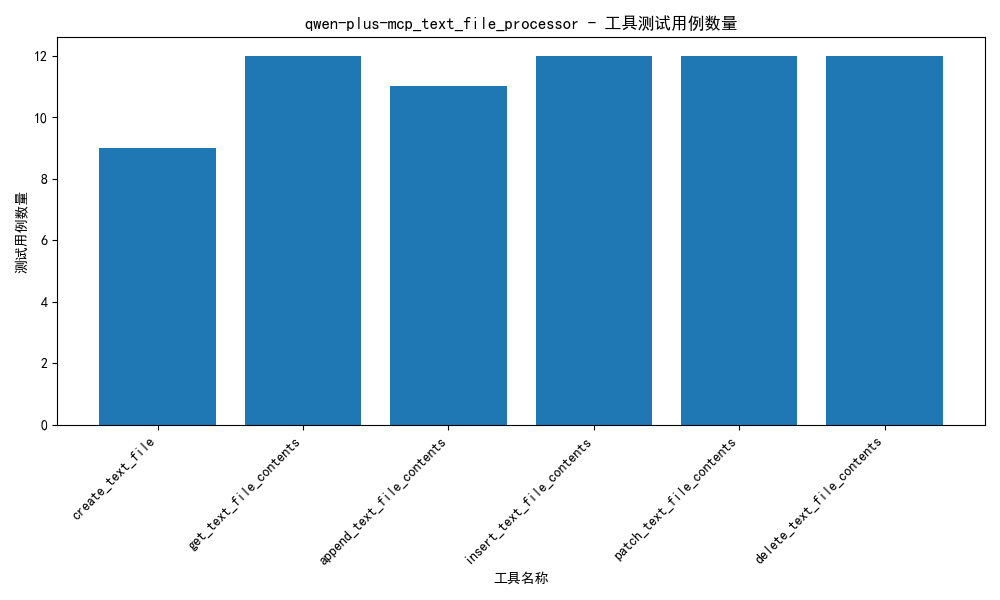 qwen-plus-mcp_text_file_processor - 工具测试用例数量
测试用例数量
12
10
8
6
4
2
0
create_text_file
get_text_file_contents
append_text_file_contents
insert_text_file_contents
patch_text_file_contents
delete_text_file_contents
工具名称